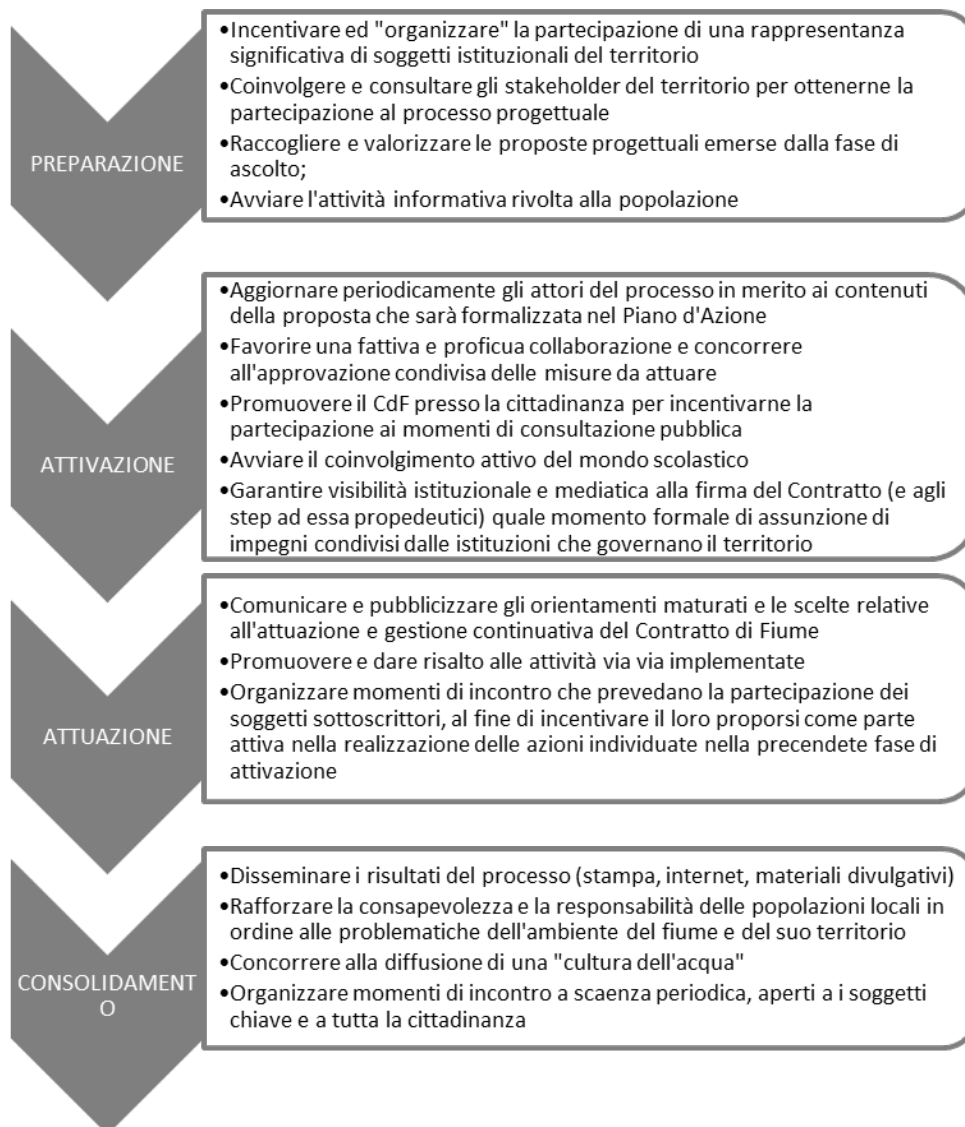 PREPARAZIONE
•Incentivare ed "organizzare" la partecipazione di una rappresentanza
significativa di soggetti istituzionali del territorio
•Coinvolgere e consultare gli stakeholder del territorio per ottenerne la
partecipazione al processo progettuale
•Raccogliere e valorizzare le proposte progettuali emerse dalla fase di
ascolto;
•Avviare l'attività informativa rivolta alla popolazione
ATTIVAZIONE
•Aggiornare periodicamente gli attori del processo in merito ai contenuti
della proposta che sarà formalizzata nel Piano d'Azione
•Favorire una fattiva e proficua collaborazione e concorrere
all'approvazione condivisa delle misure da attuare
•Promuovere il CdF presso la cittadinanza per incentivarne la
partecipazione ai momenti di consultazione pubblica
•Avviare il coinvolgimento attivo del mondo scolastico
•Garantire visibilità istituzionale e mediatica alla firma del Contratto (e agli
step ad essa propedeutici) quale momento formale di assunzione di
impegni condivisi dalle istituzioni che governano il territorio
ATTUAZIONE
•Comunicare e pubblicizzare gli orientamenti maturati e le scelte relative
all'attuazione e gestione continuativa del Contratto di Fiume
•Promuovere e dare risalto alle attività via via implementate
•Organizzare momenti di incontro che prevedano la partecipazione dei
soggetti sottoscrittori, al fine di incentivare il loro proporsi come parte
attiva nella realizzazione delle azioni individuate nella precendete fase di
attivazione
CONSOLIDAMENT
O
•Disseminare i risultati del processo (stampa, internet, materiali divulgativi)
•Rafforzare la consapevolezza e la responsabilità delle popolazioni locali in
ordine alle problematiche dell'ambiente del fiume e del suo territorio
•Concorrere alla diffusione di una "cultura dell'acqua"
•Organizzare momenti di incontro a scaenza periodica, aperti a i soggetti
chiave e a tutta la cittadinanza